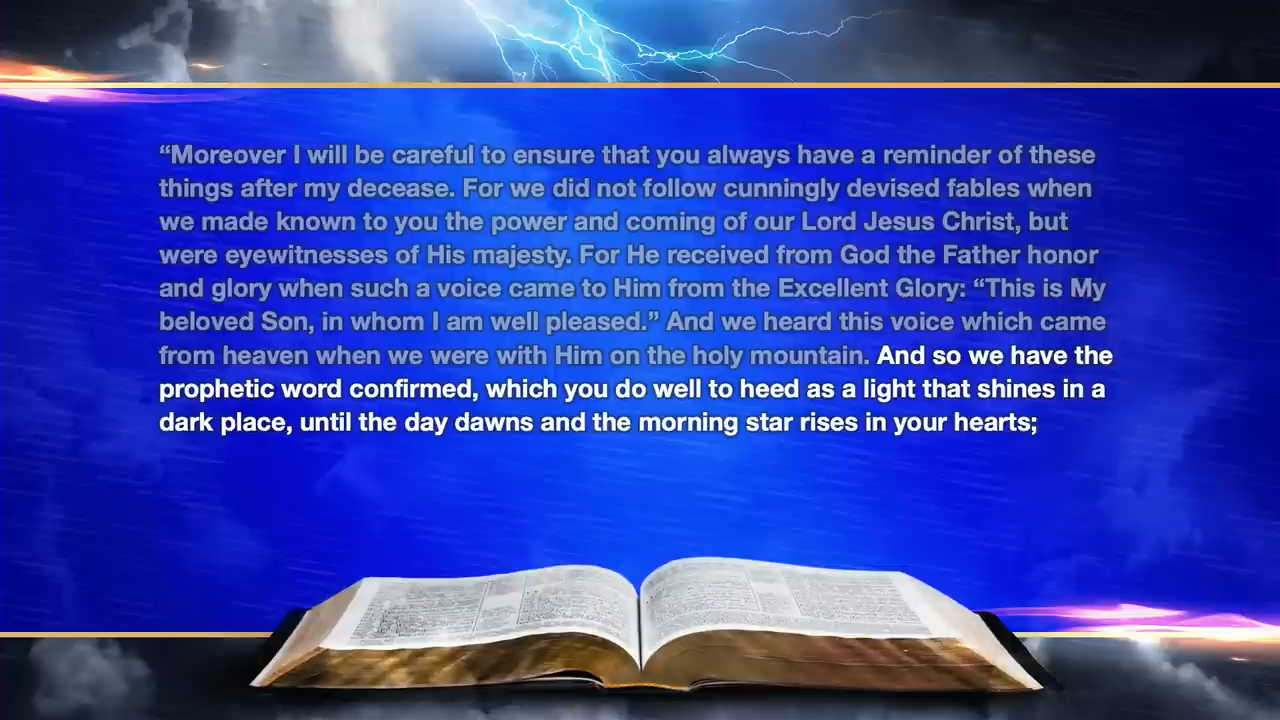 “Moreover I will be careful to ensure that you always have a reminder of these
things after my decease. For we did not follow cunningly devised fables when
we made known to you the power and coming of our Lord Jesus Christ, but
were eyewitnesses of His majesty. For He received from God the Father honor
and glory when such a voice came to Him from the Excellent Glory: “This is My
beloved Son, in whom I am well pleased.” And we heard this voice which came
from heaven when we were with Him on the holy mountain. And so we have the
prophetic word confirmed, which you do well to heed as a light that shines in a
dark place, until the day dawns and the morning star rises in your hearts;